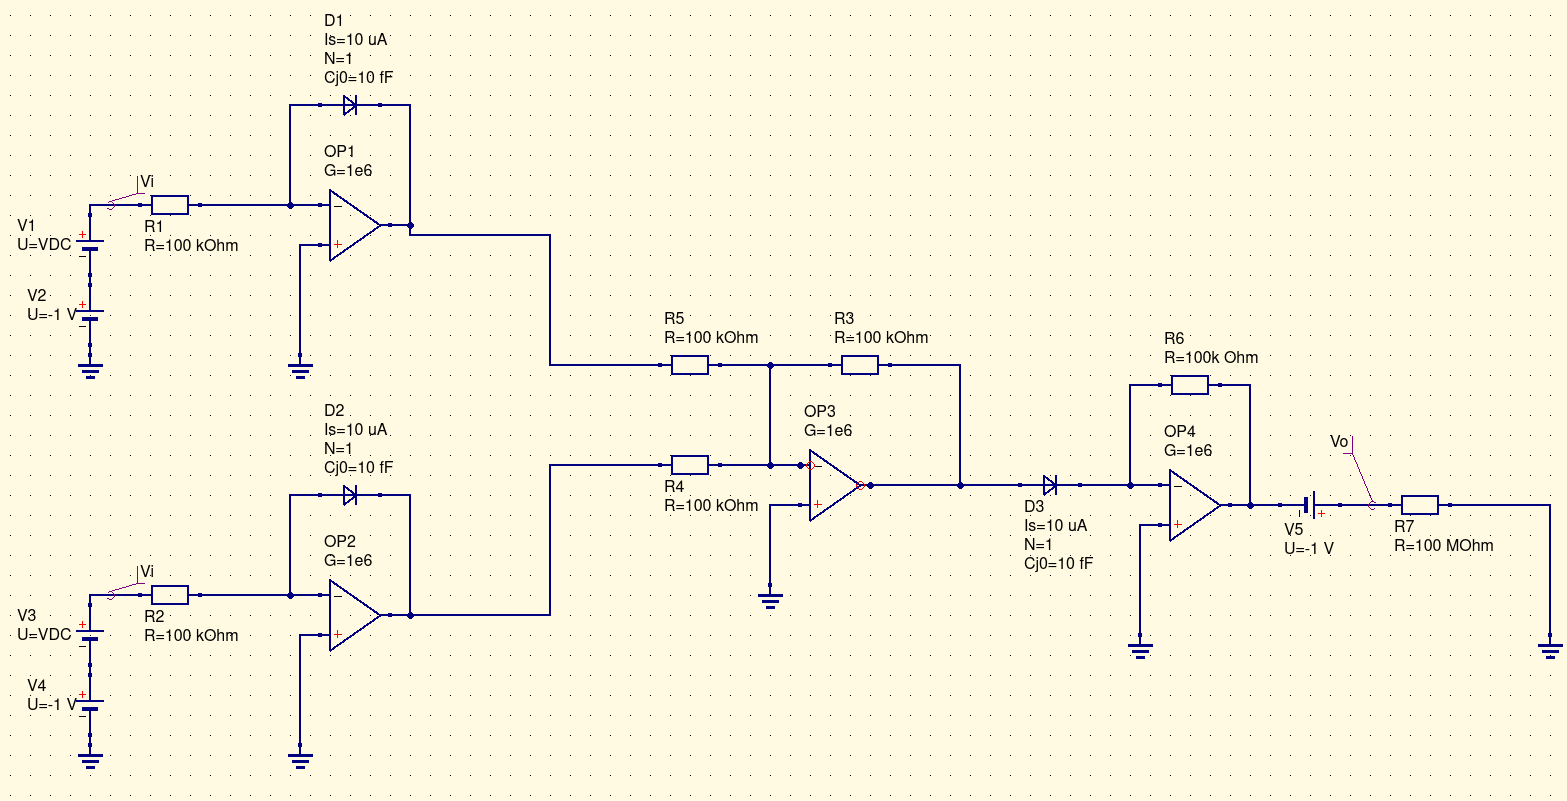 D1
Is=10 uA
N=1
Cj0=10 fF
OP1
G=1e6
Vi
R1
R=100 kOhm
V1
U=VDC
V2
U=-1 V
R5
R=100 kOhm
R3
R=100 kOhm
R6
R=100k Ohm
D2
Is=10 uA
N=1
Cj0=10 fF
OP3
G=1e6
OP4
G=1e6
Vo
R4
R=100 kOhm
D3
Is=10 uA
N=1
Cj0=10 fF
V5
U=-1 V
R7
R=100 MOhm
OP2
G=1e6
Vi
R2
R=100 kOhm
V3
U=VDC
V4
U=-1 V